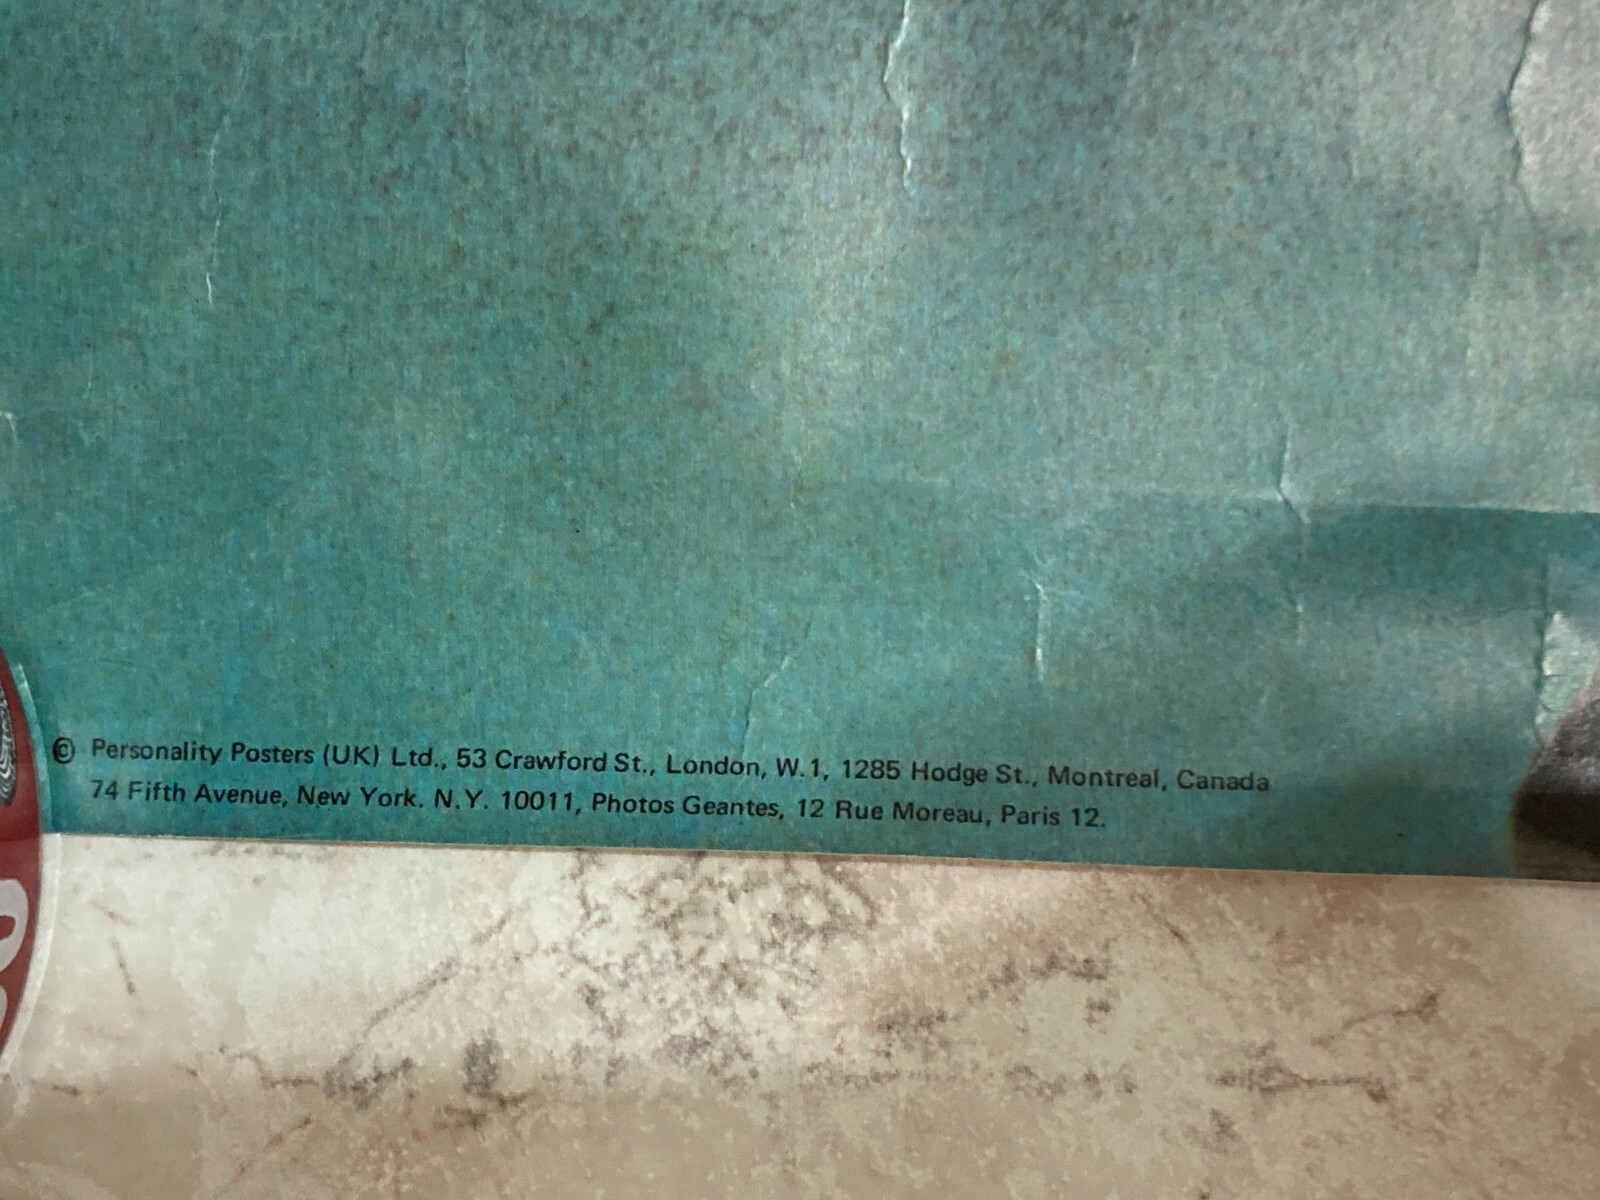 © Personality Posters (UK) Ltd., 53 Crawford St., London, W.1, 1285 Hodge St., Montreal, Canada
74 Fifth Avenue, New York. N.Y. 10011, Photos Geantes, 12 Rue Moreau, Paris 12.